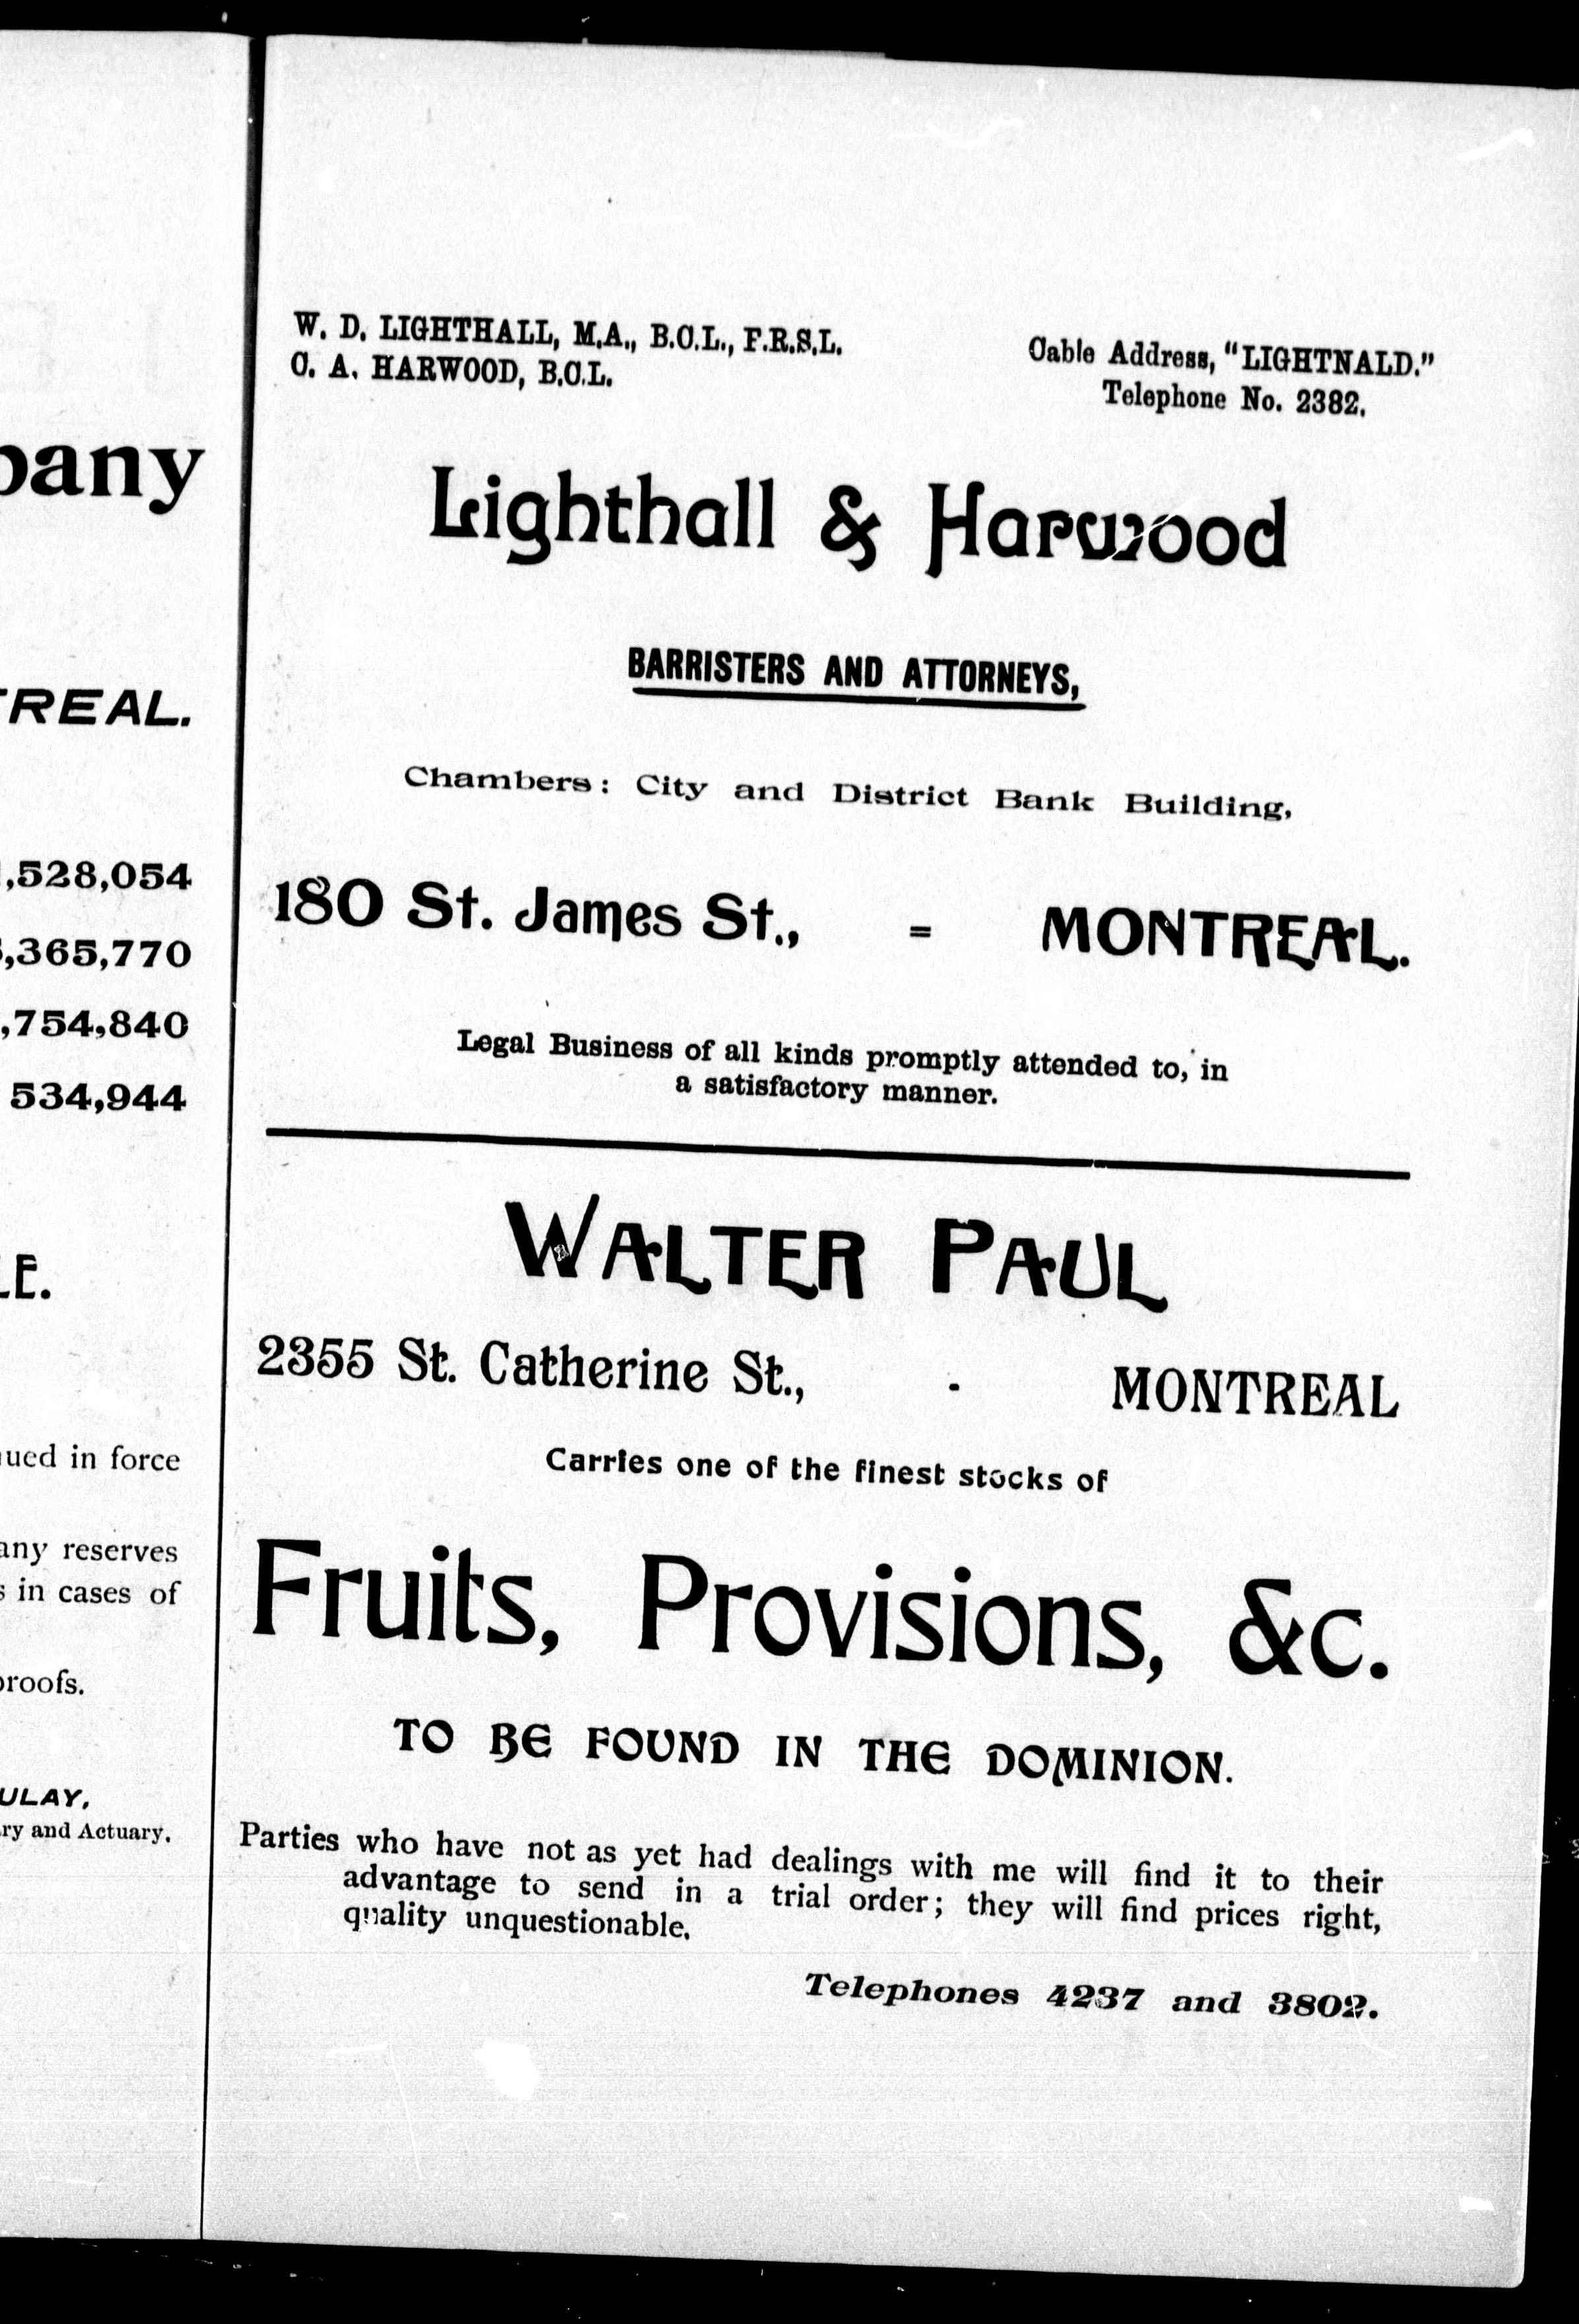 pany
TREAL.
,528,054
,365,770
,754,840
534,944
LE.
ued in force
any reserves
s in cases of
proofs.
ULAY,
ry and Actuary.
W. D. LIGHTHALL, M.A., B.C.L., F.R.S.L.
C. A. HARWOOD, B.C.L.
Cable Address, "LIGHTNALD."
Telephone No. 2382.
Lighthall & Harwood
BARRISTERS AND ATTORNEYS,
Chambers: City and District Bank Building,
180 St. James St., = MONTREAL.
Legal Business of all kinds promptly attended to, in
a satisfactory manner.
WALTER PAUL
2355 St. Catherine St., - MONTREAL
Carries one of the finest stocks of
Fruits, Provisions, &c.
TO BE FOUND IN THE DOMINION.
Parties who have not as yet had dealings with me will find it to their
advantage to send in a trial order; they will find prices right,
quality unquestionable.
Telephones 4237 and 3802.